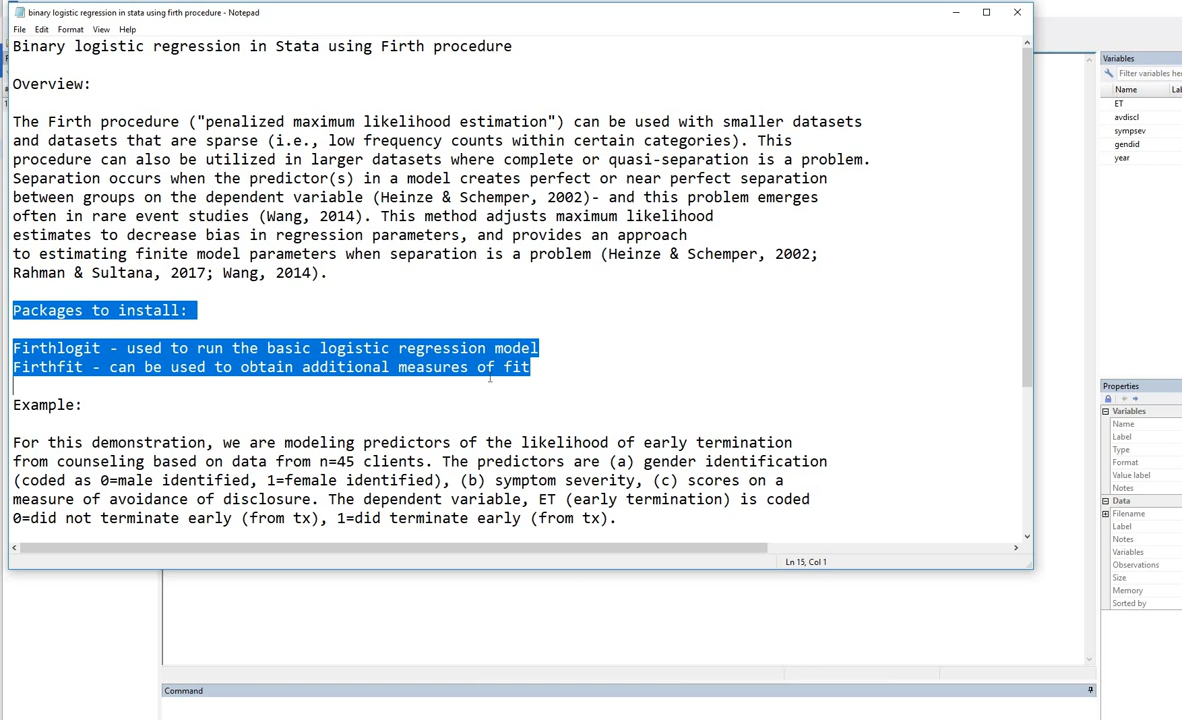 binary logistic regression in stata using firth procedure - Notepad
File Edit Format View Help
Binary logistic regression in Stata using Firth procedure
Overview:
The Firth procedure ("penalized maximum likelihood estimation") can be used with smaller datasets
and datasets that are sparse (i.e., low frequency counts within certain categories). This
procedure can also be utilized in larger datasets where complete or quasi-separation is a problem.
Separation occurs when the predictor(s) in a model creates perfect or near perfect separation
between groups on the dependent variable (Heinze & Schemper, 2002)- and this problem emerges
often in rare event studies (Wang, 2014). This method adjusts maximum likelihood
estimates to decrease bias in regression parameters, and provides an approach
to estimating finite model parameters when separation is a problem (Heinze & Schemper, 2002;
Rahman & Sultana, 2017; Wang, 2014).
Packages to install:
Firthlogit - used to run the basic logistic regression model
Firthfit - can be used to obtain additional measures of fit
Example:
For this demonstration, we are modeling predictors of the likelihood of early termination
from counseling based on data from n=45 clients. The predictors are (a) gender identification
(coded as 0=male identified, 1=female identified), (b) symptom severity, (c) scores on a
measure of avoidance of disclosure. The dependent variable, ET (early termination) is coded
0=did not terminate early (from tx), 1=did terminate early (from tx).
Ln 15, Col 1
Command
Variables
Filter variables he
Name
ET
avdiscl
sympsev
gendid
year
Properties
Variables
Name
Label
Type
Format
Value label
Notes
Data
Filename
Label
Notes
Variables
Observations
Size
Memory
Sorted by